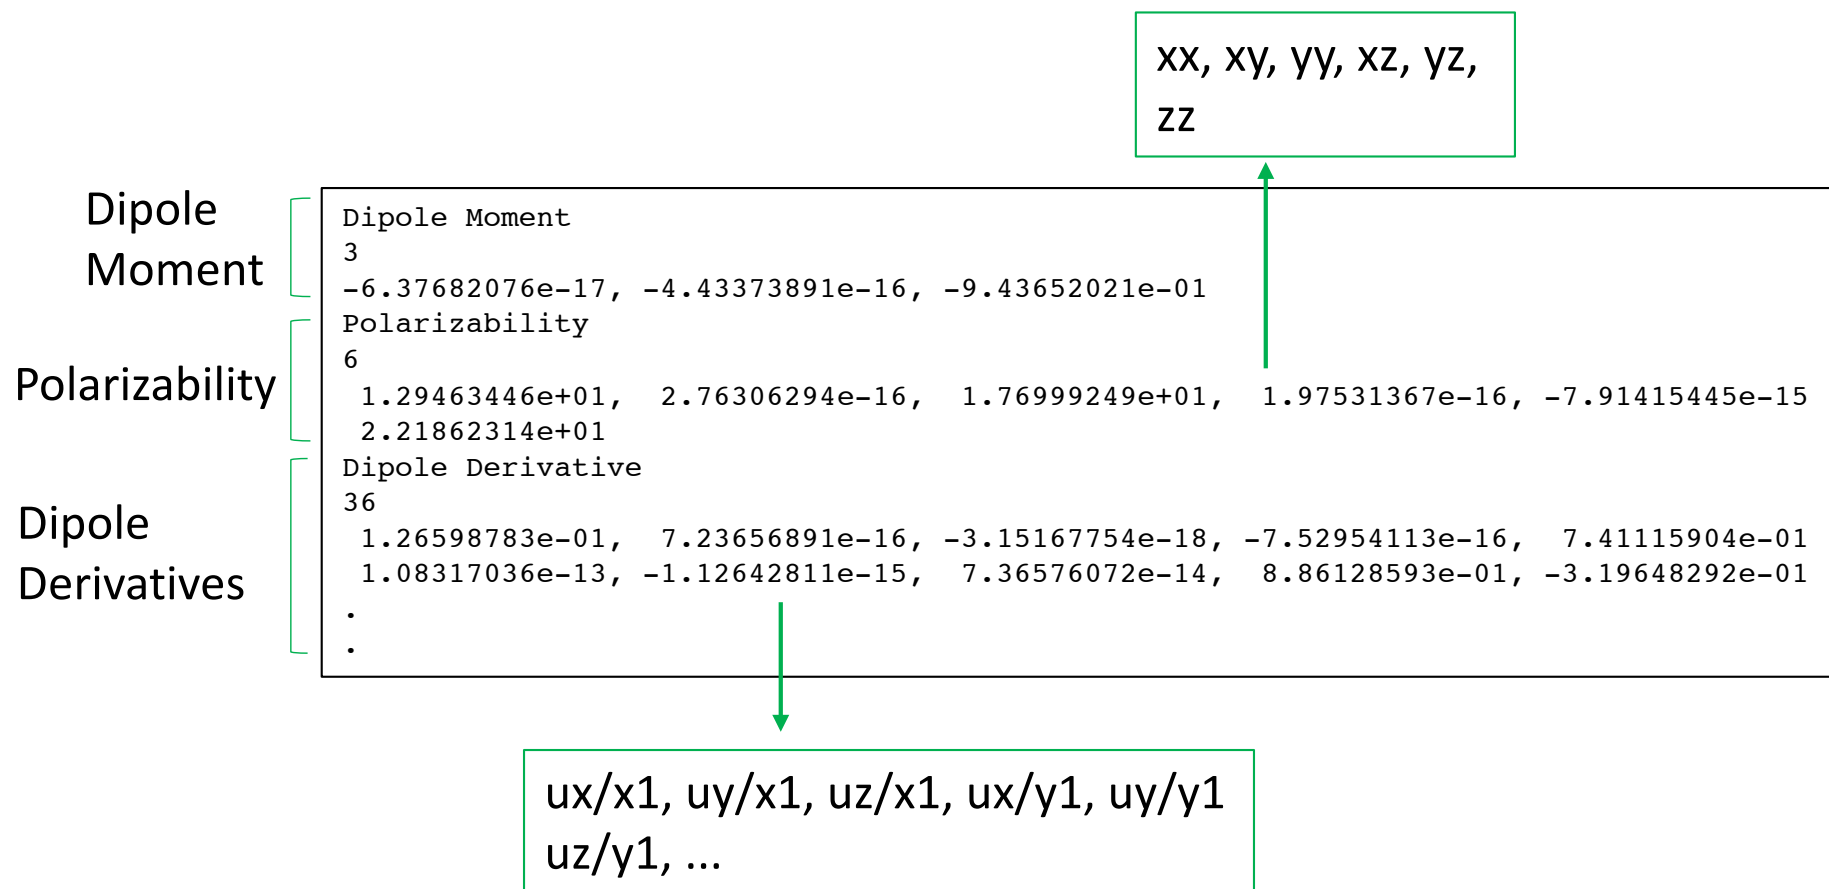 xx, xy, yy, xz, yz,
zz
Dipole
Moment
Dipole Moment
3
-6.37682076e-17, -4.43373891e-16, -9.43652021e-01
Polarizability
Polarizability
6
1.29463446e+01, 2.76306294e-16, 1.76999249e+01, 1.97531367e-16, -7.91415445e-15
2.21862314e+01
Dipole
Derivatives
Dipole Derivative
36
1.26598783e-01, 7.23656891e-16, -3.15167754e-18, -7.52954113e-16, 7.41115904e-01
1.08317036e-13, -1.12642811e-15, 7.36576072e-14, 8.86128593e-01, -3.19648292e-01
.
.
ux/x1, uy/x1, uz/x1, ux/y1, uy/y1
uz/y1, ...